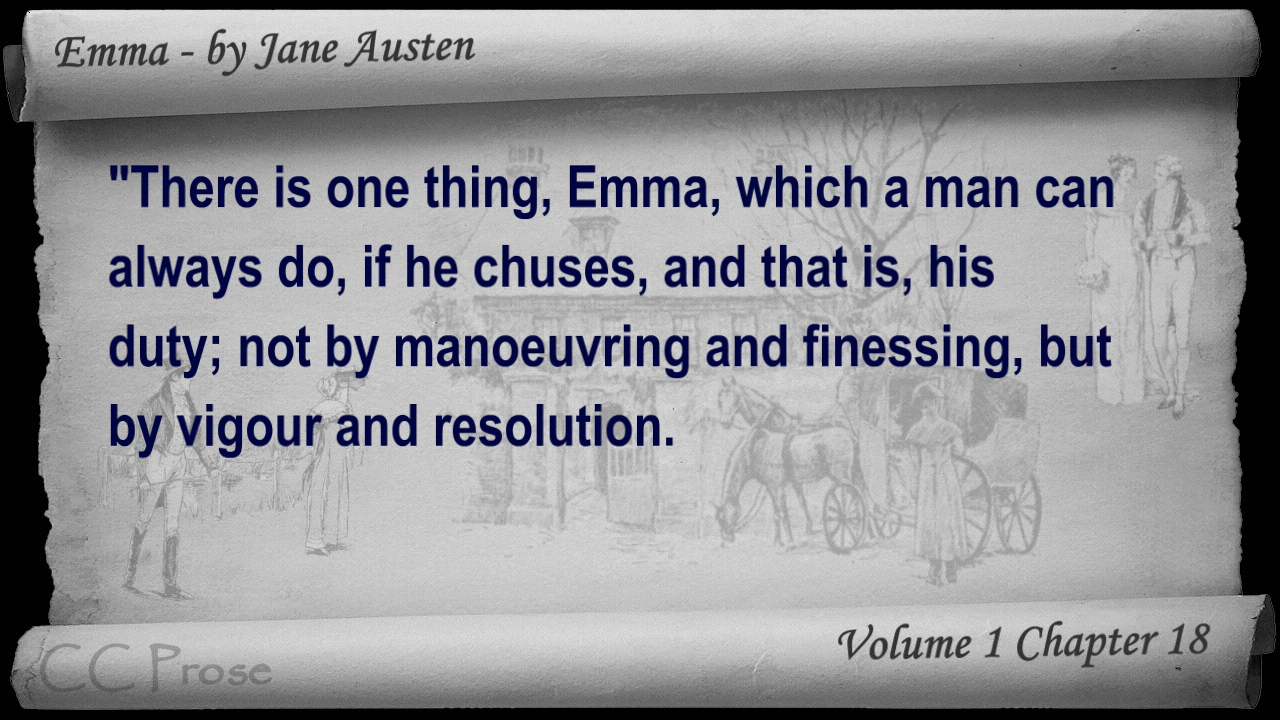 Emma - by Jane Austen
"There is one thing, Emma, which a man can
always do, if he chuses, and that is, his
duty; not by manoeuvring and finessing, but
by vigour and resolution.
Volume 1 Chapter 18
CC Prose